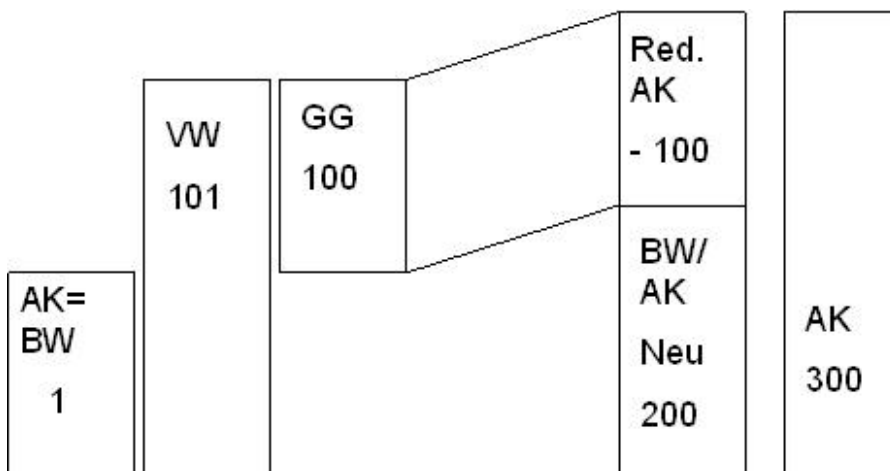 AK=
BW
1
VW
101
GG
100
Red.
AK
- 100
BW/
AK
Neu
200
AK
300